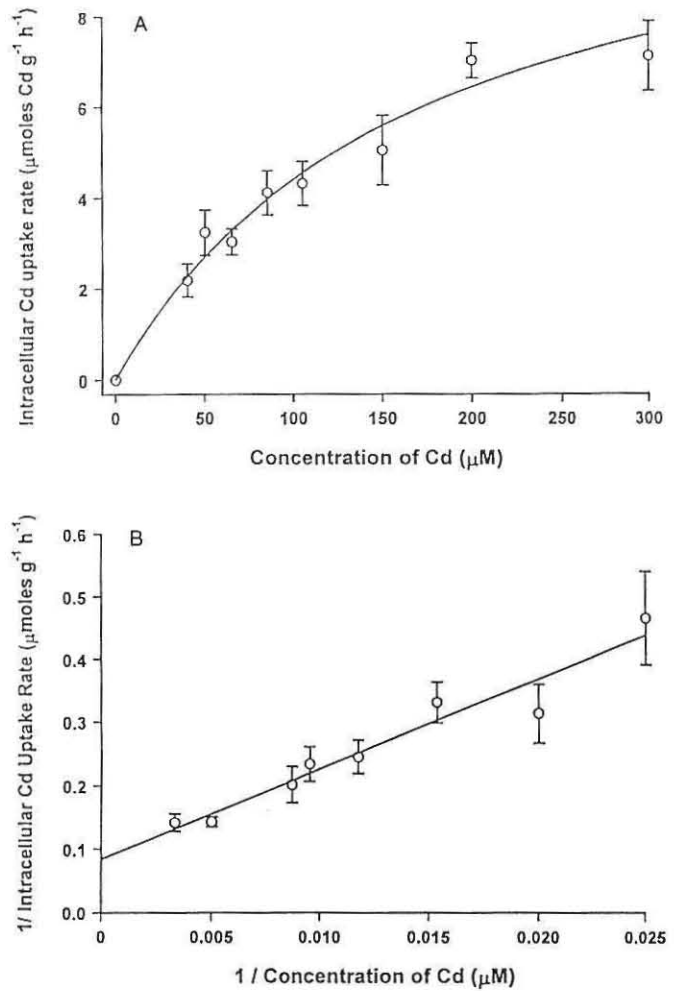 A
Intracellular Cd uptake rate (μmoles Cd g⁻¹ h⁻¹)
8
6
4
2
0
0 50 100 150 200 250 300
Concentration of Cd (μM)
B
1/ Intracellular Cd Uptake Rate (μmoles g⁻¹ h⁻¹)
0.6
0.5
0.4
0.3
0.2
0.1
0.0
0 0.005 0.010 0.015 0.020 0.025
1 / Concentration of Cd (μM)